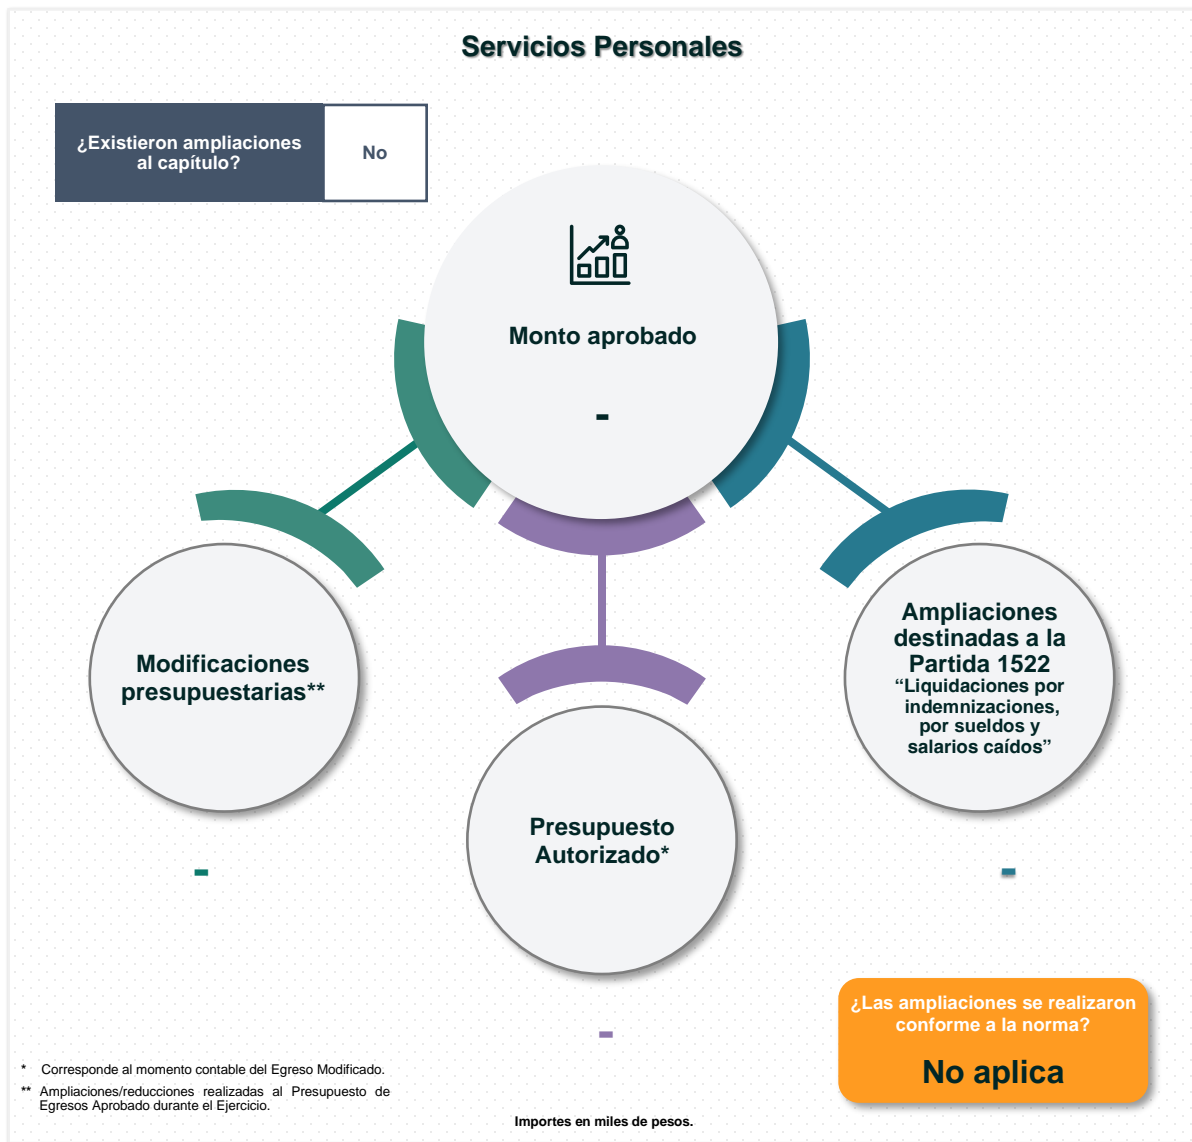 Servicios Personales
¿Existieron ampliaciones
al capítulo?
No
Monto aprobado
-
Modificaciones
presupuestarias**
-
Presupuesto
Autorizado*
-
Ampliaciones
destinadas a la
Partida 1522
“Liquidaciones por
indemnizaciones,
por sueldos y
salarios caídos”
-
¿Las ampliaciones se realizaron
conforme a la norma?
No aplica
* Corresponde al momento contable del Egreso Modificado.
** Ampliaciones/reducciones realizadas al Presupuesto de
Egresos Aprobado durante el Ejercicio.
Importes en miles de pesos.